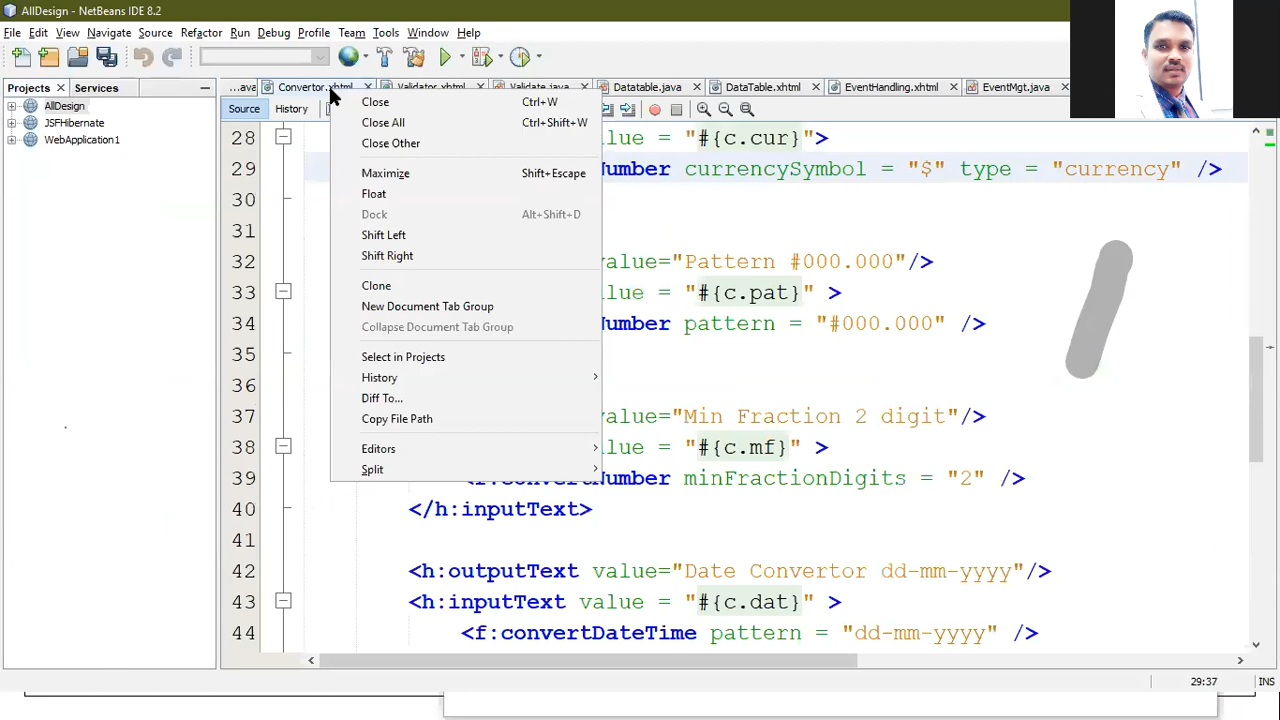 AllDesign - NetBeans IDE 8.2
File Edit View Navigate Source Refactor Run Debug Profile Team Tools Window Help
Projects Services
...ava Convertor.xhtml Validator.xhtml Validate.java Datatable.java DataTable.xhtml EventHandling.xhtml EventMgt.java
Source History
AllDesign
JSFHibernate
WebApplication1
Close Ctrl+W
Close All Ctrl+Shift+W
Close Other
Maximize Shift+Escape
Float
Dock Alt+Shift+D
Shift Left
Shift Right
Clone
New Document Tab Group
Collapse Document Tab Group
Select in Projects
History
Diff To...
Copy File Path
Editors
Split
28 lue = "#{c.cur}">
29 Number currencySymbol = "$" type = "currency" />
30
31
32 value="Pattern #000.000"/>
33 lue = "#{c.pat}" >
34 Number pattern = "#000.000" />
35
36
37 value="Min Fraction 2 digit"/>
38 lue = "#{c.mf}" >
39 <f:convertNumber minFractionDigits = "2" />
40 </h:inputText>
41
42 <h:outputText value="Date Convertor dd-mm-yyyy"/>
43 <h:inputText value = "#{c.dat}" >
44 <f:convertDateTime pattern = "dd-mm-yyyy" />
29:37 INS